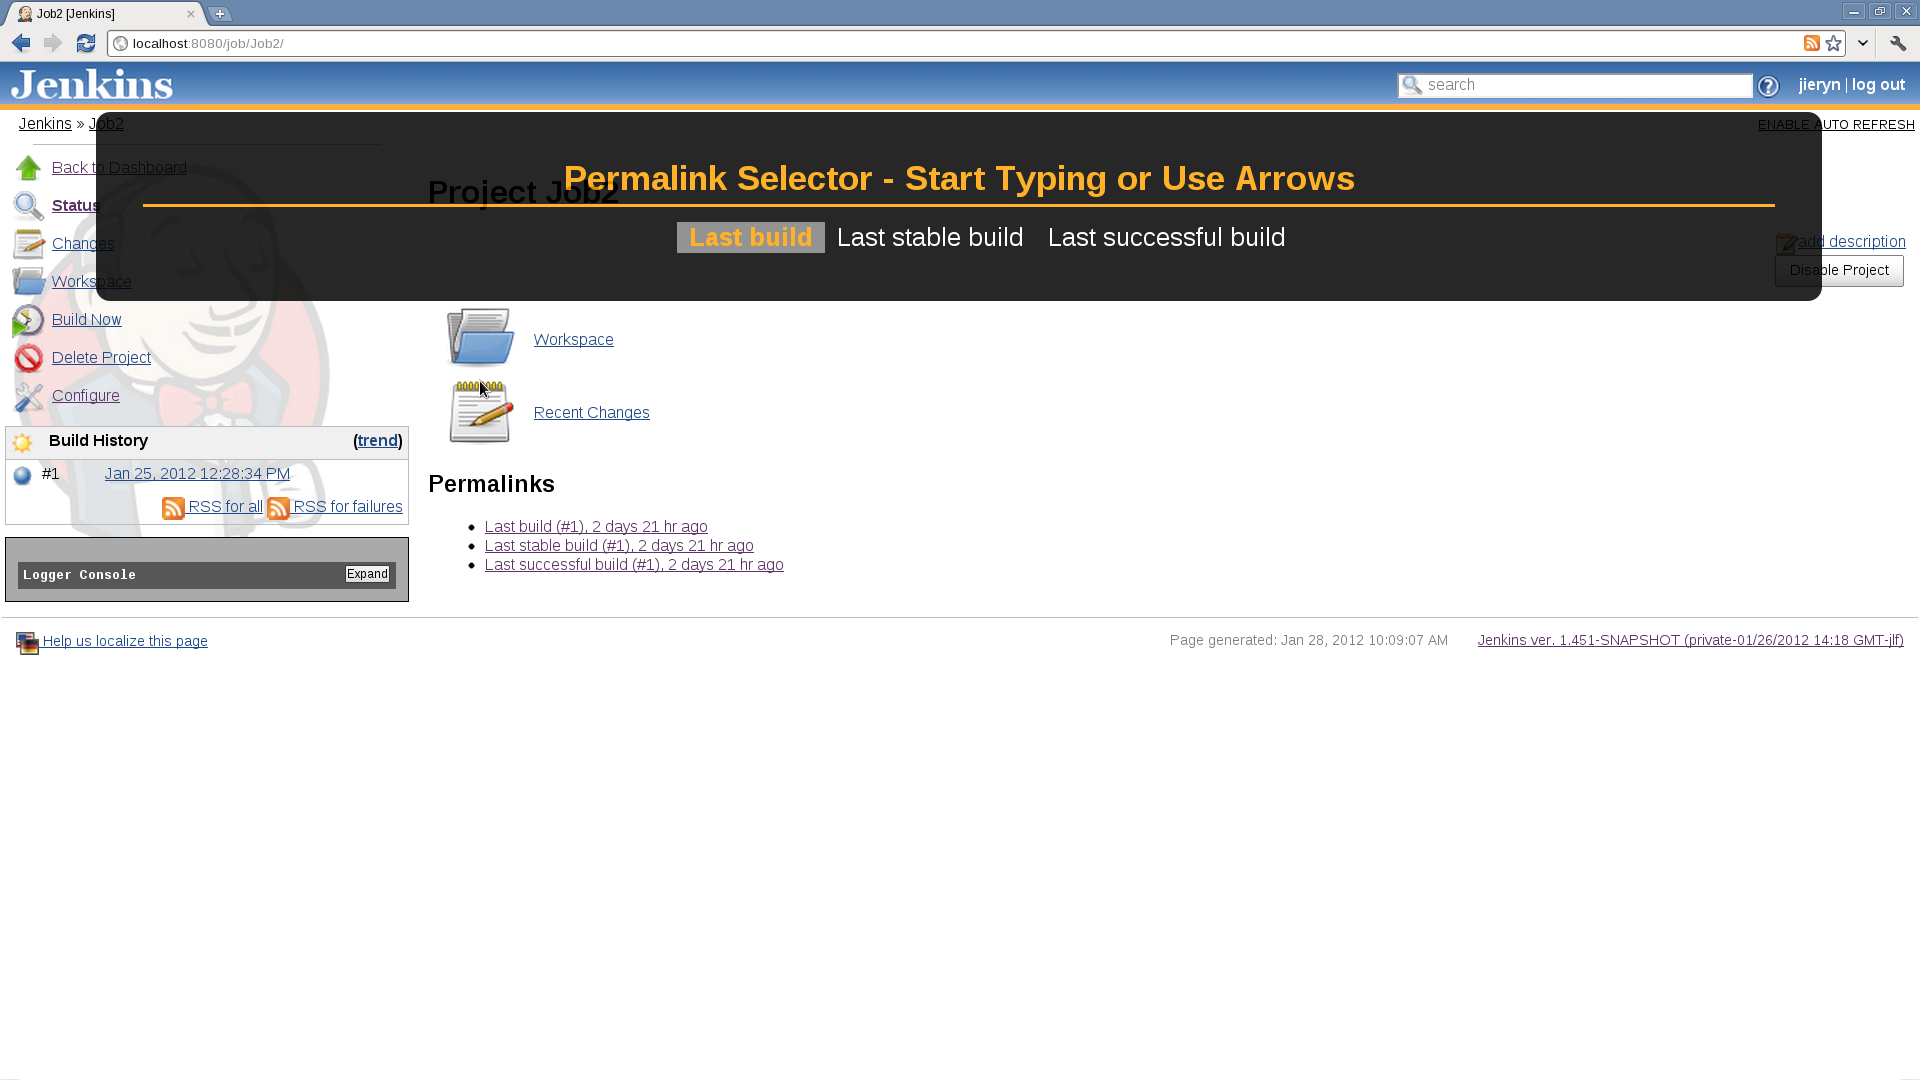 Job2 [Jenkins]
localhost:8080/job/Job2/
Jenkins
search
jieryn | log out
Jenkins » Job2
ENABLE AUTO REFRESH
Back to Dashboard
Status
Changes
Workspace
Build Now
Delete Project
Configure
Project Job2
Permalink Selector - Start Typing or Use Arrows
Last build Last stable build Last successful build
add description
Disable Project
Workspace
Recent Changes
Build History (trend)
#1 Jan 25, 2012 12:28:34 PM
RSS for all RSS for failures
Logger Console Expand
Permalinks
Last build (#1), 2 days 21 hr ago
Last stable build (#1), 2 days 21 hr ago
Last successful build (#1), 2 days 21 hr ago
Help us localize this page
Page generated: Jan 28, 2012 10:09:07 AM Jenkins ver. 1.451-SNAPSHOT (private-01/26/2012 14:18 GMT-jlf)